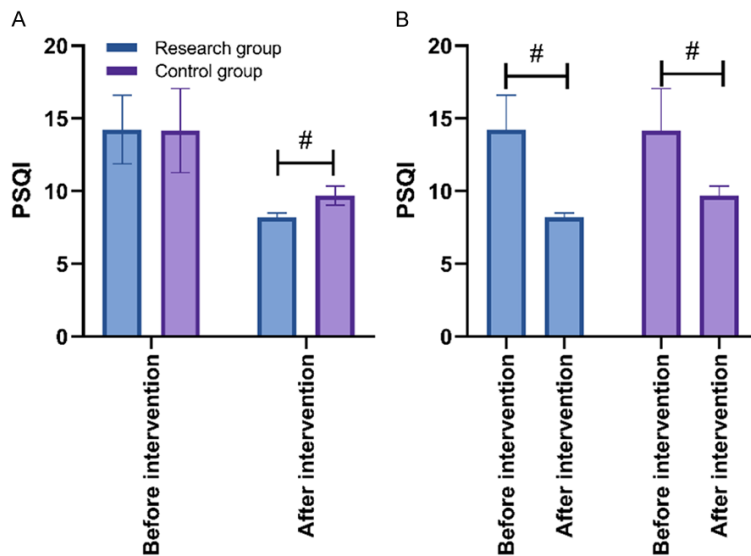 A
PSQI
20
15
10
5
0
Research group
Control group
#
Before intervention
After intervention
B
PSQI
20
15
10
5
0
#
#
Before intervention
After intervention
Before intervention
After intervention